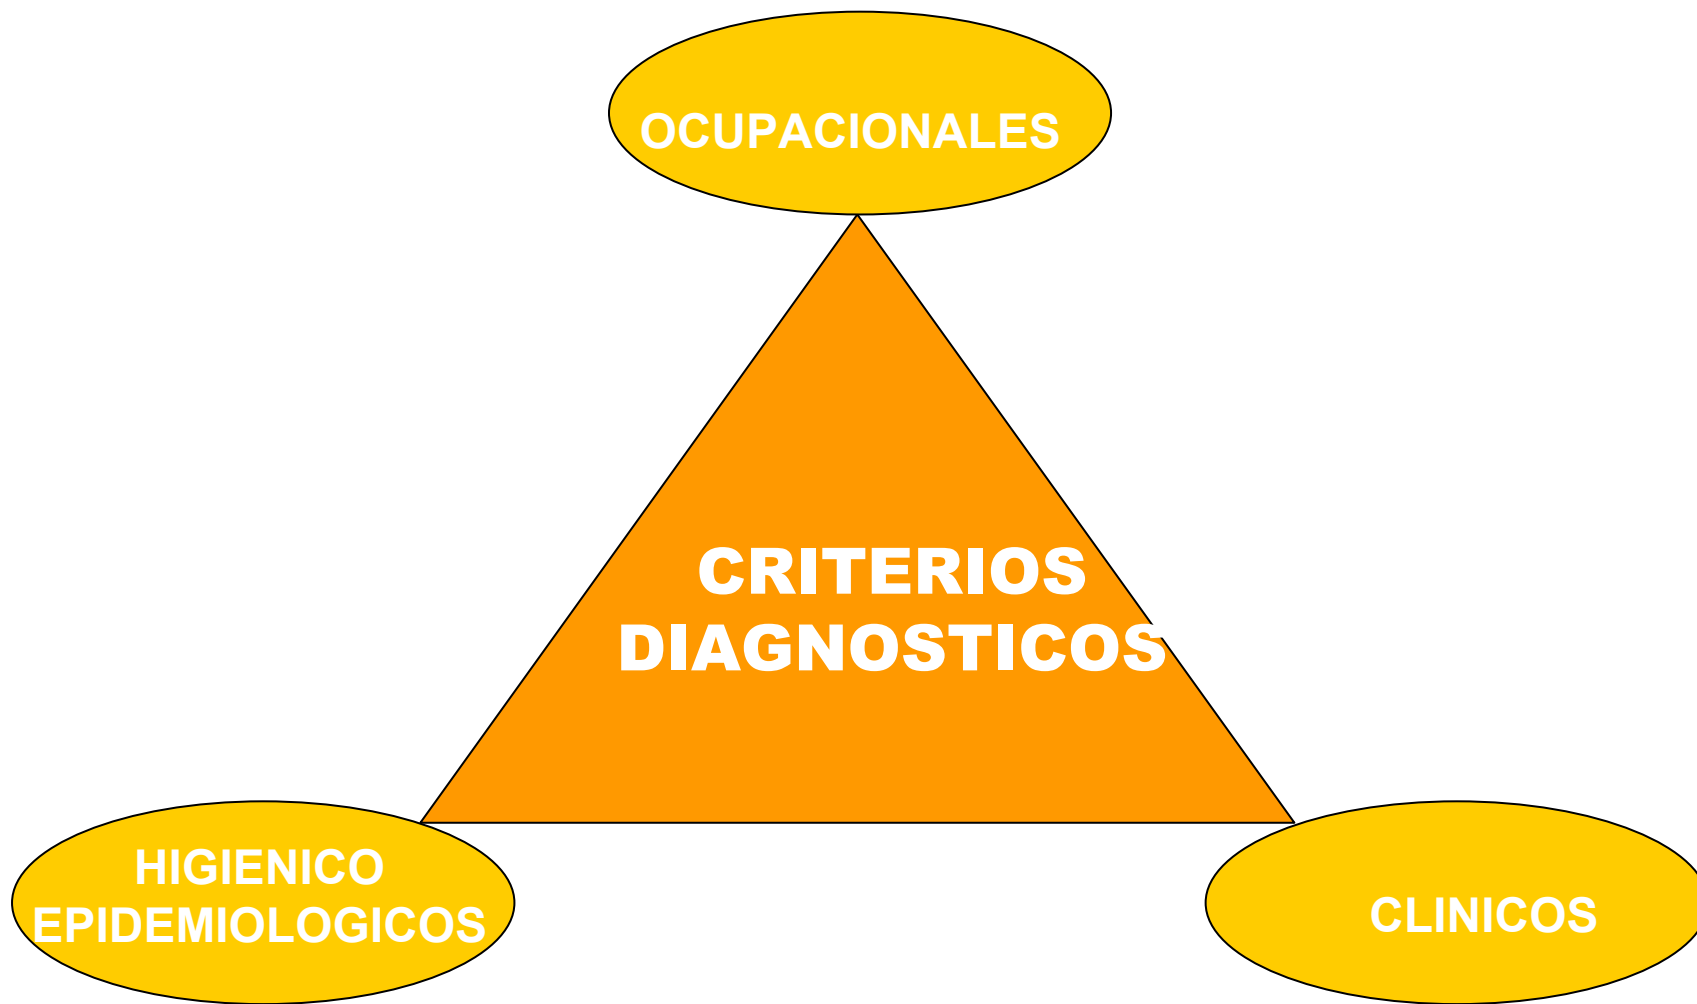 OCUPACIONALES
CRITERIOS
DIAGNOSTICOS
HIGIENICO
EPIDEMIOLOGICOS
CLINICOS